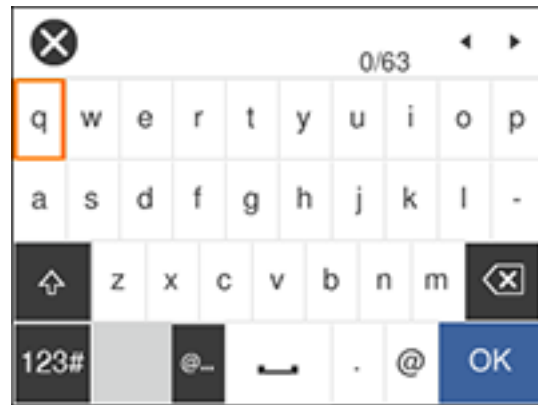 0/63
q w e r t y u i o p
a s d f g h j k l -
z x c v b n m
123# @... . @ OK